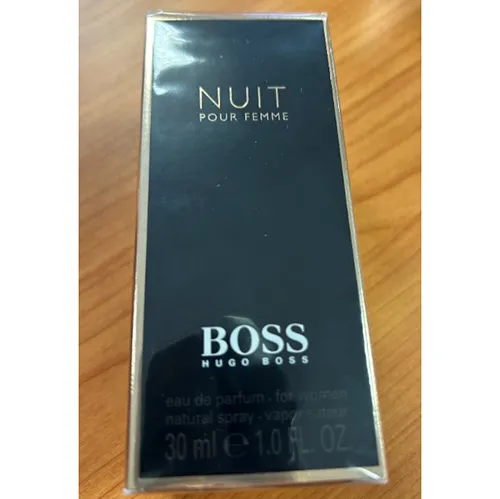 NUIT
POUR FEMME
BOSS
HUGO BOSS
eau de parfum - for women
natural spray - vaporisateur
30 ml e 1.0 FL. OZ